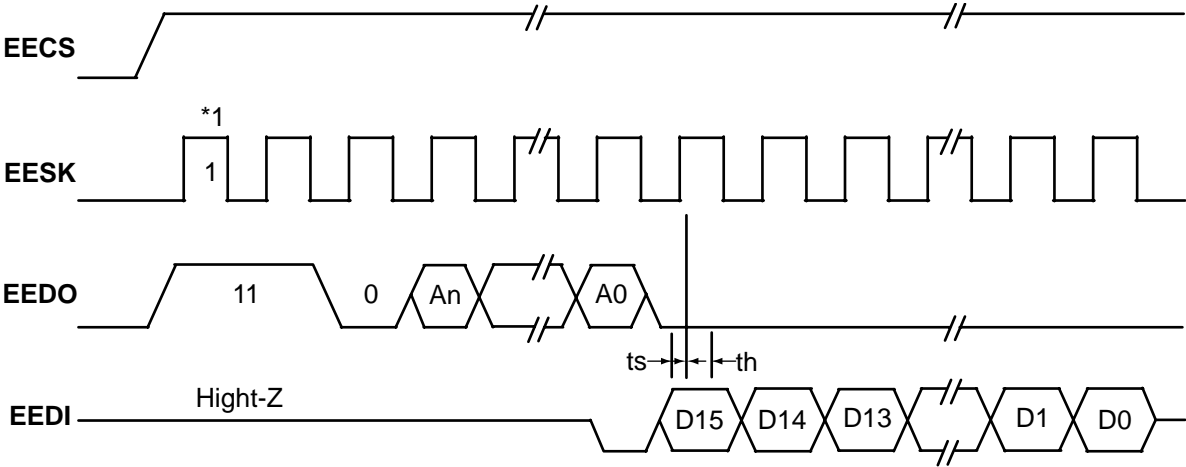 EECS
*1
EESK 1
EEDO 11 0 An A0
ts th
Hight-Z
EEDI D15 D14 D13 D1 D0